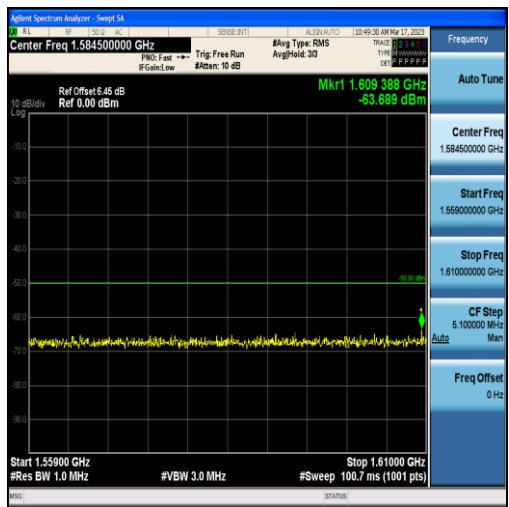 Agilent Spectrum Analyzer - Swept SA
RL RF 50 Ω AC SENSE:INT ALIGN AUTO 10:49:30 AM Mar 17, 2023
Center Freq 1.584500000 GHz
PNO: Fast
IFGain:Low
Trig: Free Run
#Atten: 10 dB
#Avg Type: RMS
Avg|Hold: 3/3
TRACE 1 2 3 4 5 6
TYPE
DET P P P P P P
Mkr1 1.609 388 GHz
-63.689 dBm
Ref Offset 6.45 dB
Ref 0.00 dBm
10 dB/div
Log
-10.0
-20.0
-30.0
-40.0
-50.00 dBm
-50.0
1
-60.0
-70.0
-80.0
-90.0
Start 1.55900 GHz
Stop 1.61000 GHz
#Res BW 1.0 MHz
#VBW 3.0 MHz
#Sweep 100.7 ms (1001 pts)
MSG
STATUS
Frequency
Auto Tune
Center Freq
1.584500000 GHz
Start Freq
1.559000000 GHz
Stop Freq
1.610000000 GHz
CF Step
5.100000 MHz
Auto Man
Freq Offset
0 Hz